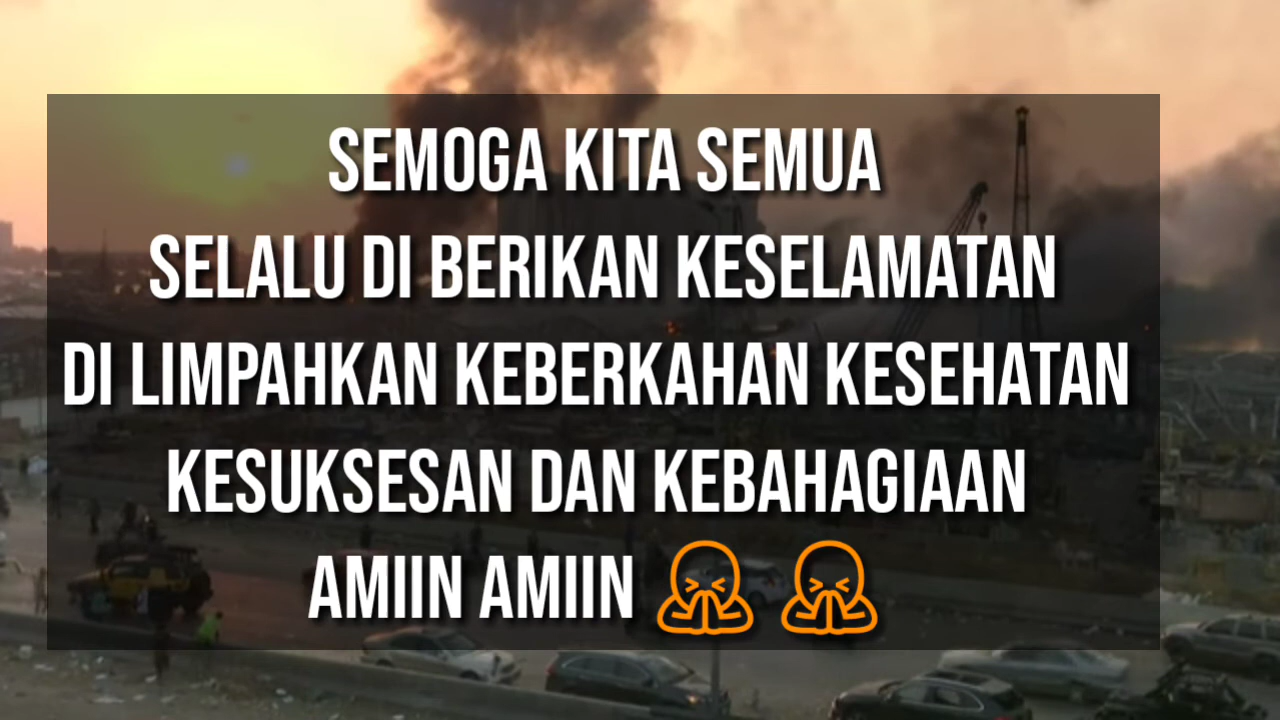 SEMOGA KITA SEMUA
SELALU DI BERIKAN KESELAMATAN
DI LIMPAHKAN KEBERKAHAN KESEHATAN
KESUKSESAN DAN KEBAHAGIAAN
AMIIN AMIIN